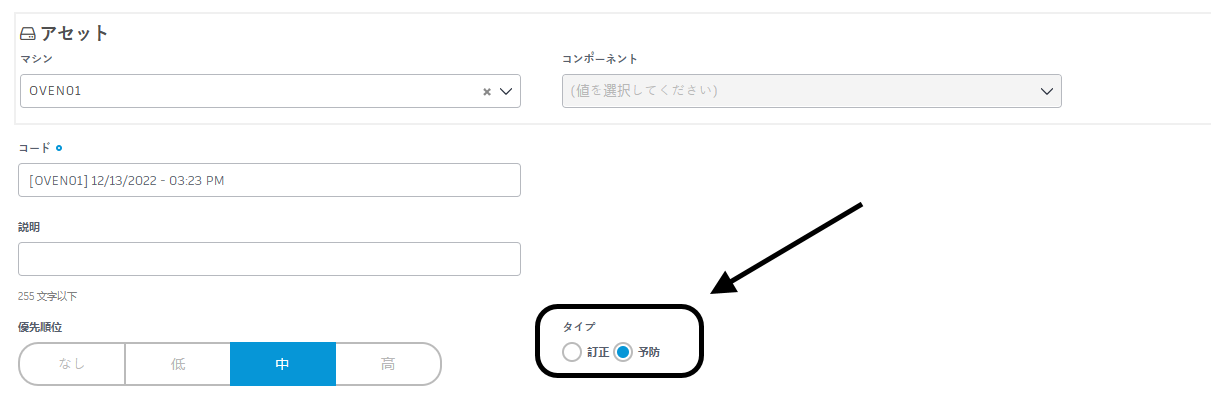 アセット
マシン
コンポーネント
OVEN01
(値を選択してください)
コード
[OVEN01] 12/13/2022 - 03:23 PM
説明
255 文字以下
優先順位
タイプ
なし 低 中 高
訂正 予防